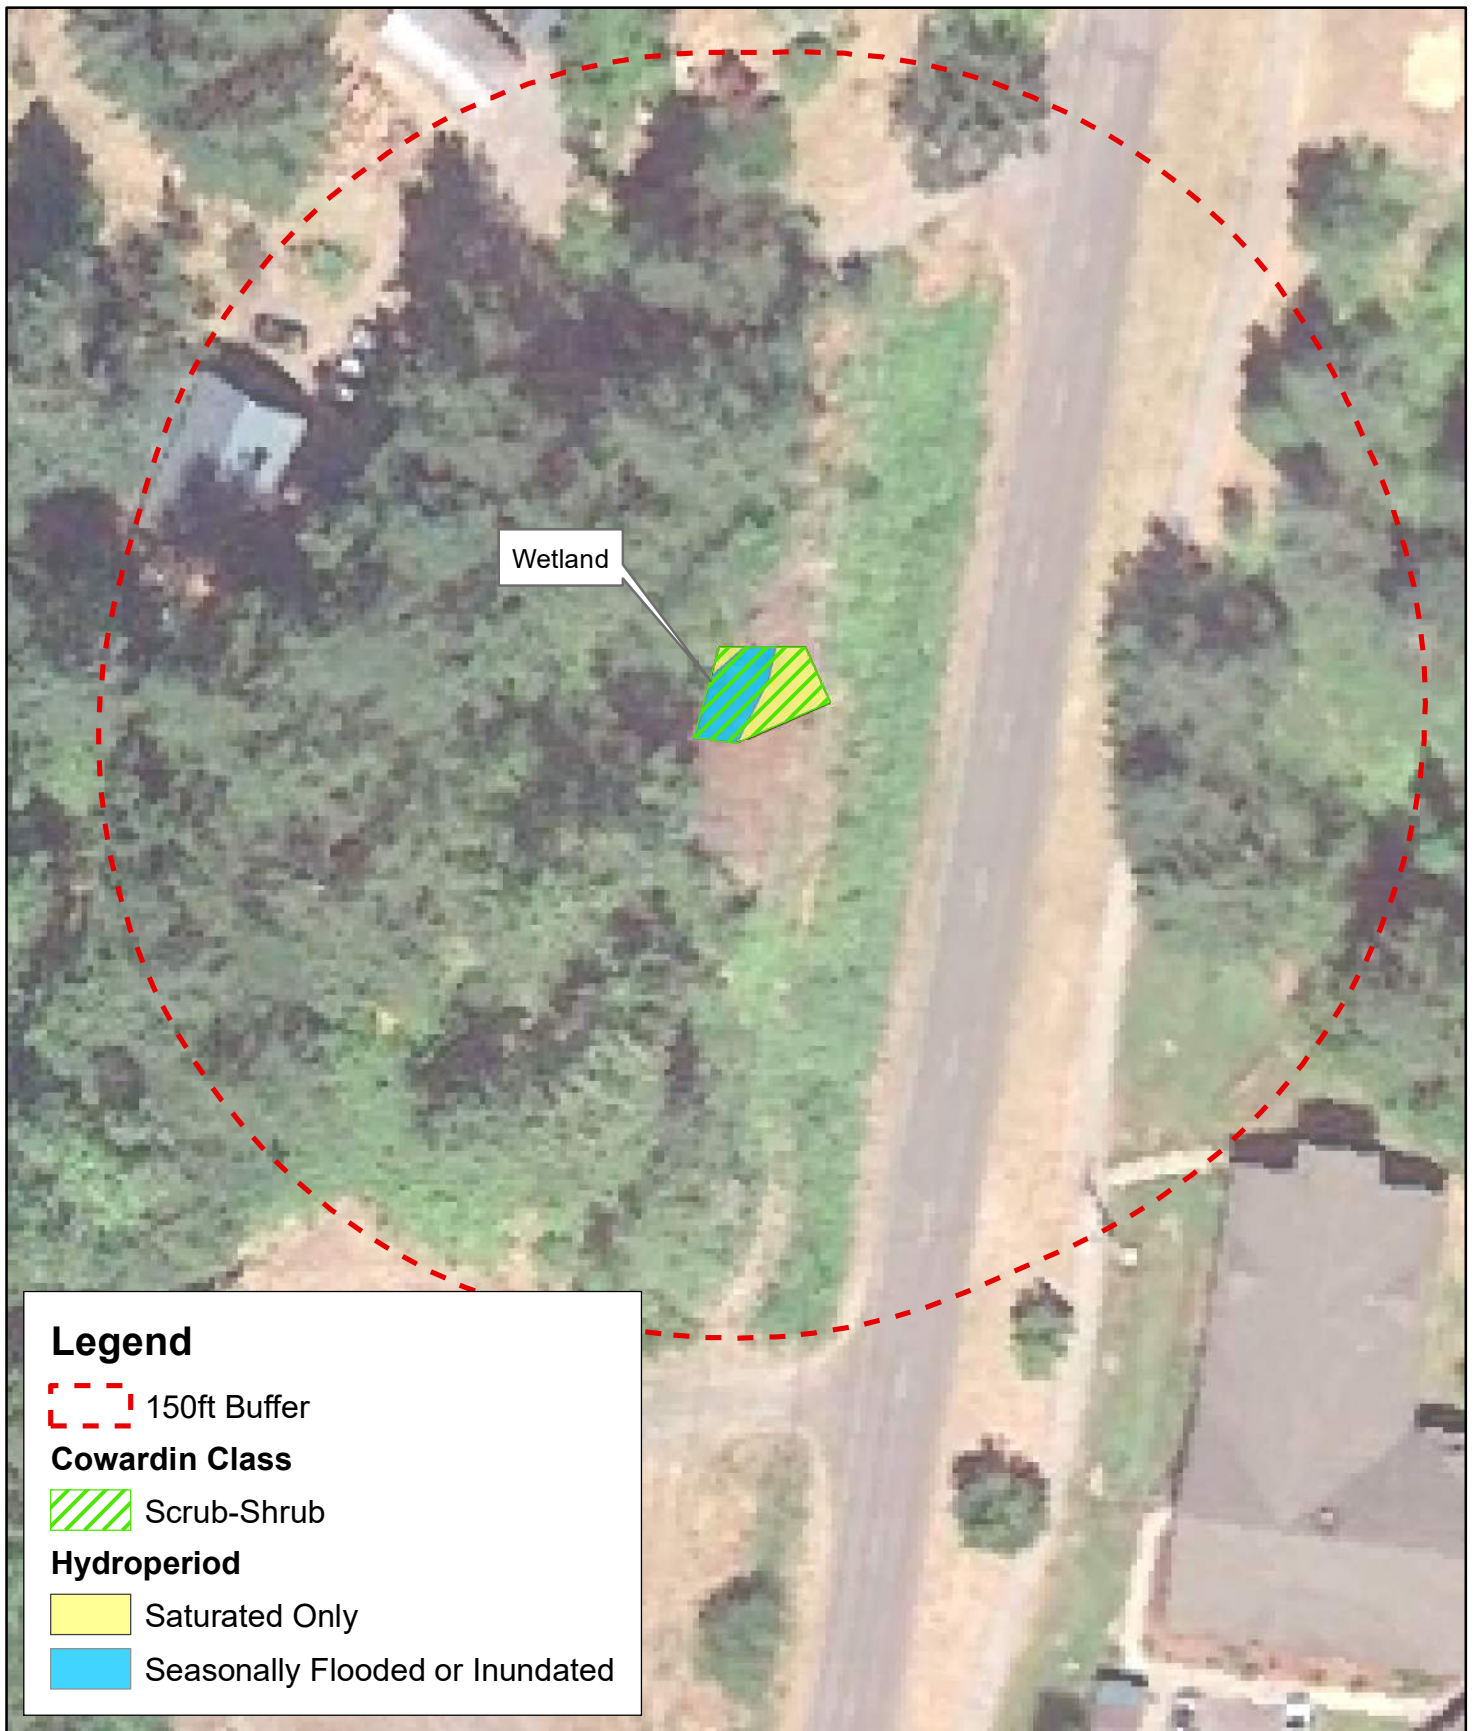 Wetland
Legend
150ft Buffer
Cowardin Class
Scrub-Shrub
Hydroperiod
Saturated Only
Seasonally Flooded or Inundated